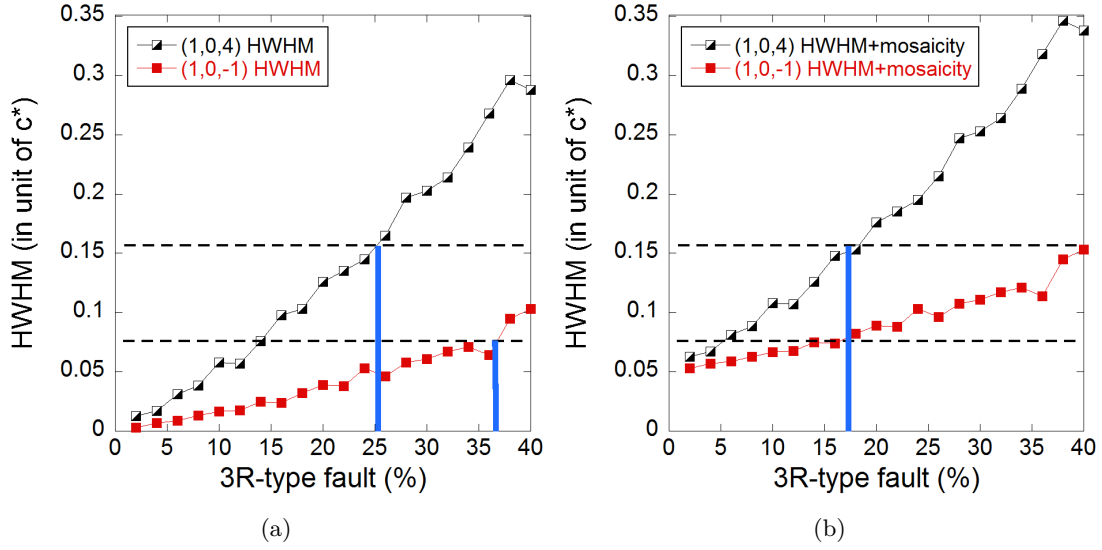 0.35
0.3
0.25
0.2
0.15
0.1
0.05
0
HWHM (in unit of c*)
(1,0,4) HWHM
(1,0,-1) HWHM
0 5 10 15 20 25 30 35 40
3R-type fault (%)
(a)
0.35
0.3
0.25
0.2
0.15
0.1
0.05
0
HWHM (in unit of c*)
(1,0,4) HWHM+mosaicity
(1,0,-1) HWHM+mosaicity
0 5 10 15 20 25 30 35 40
3R-type fault (%)
(b)